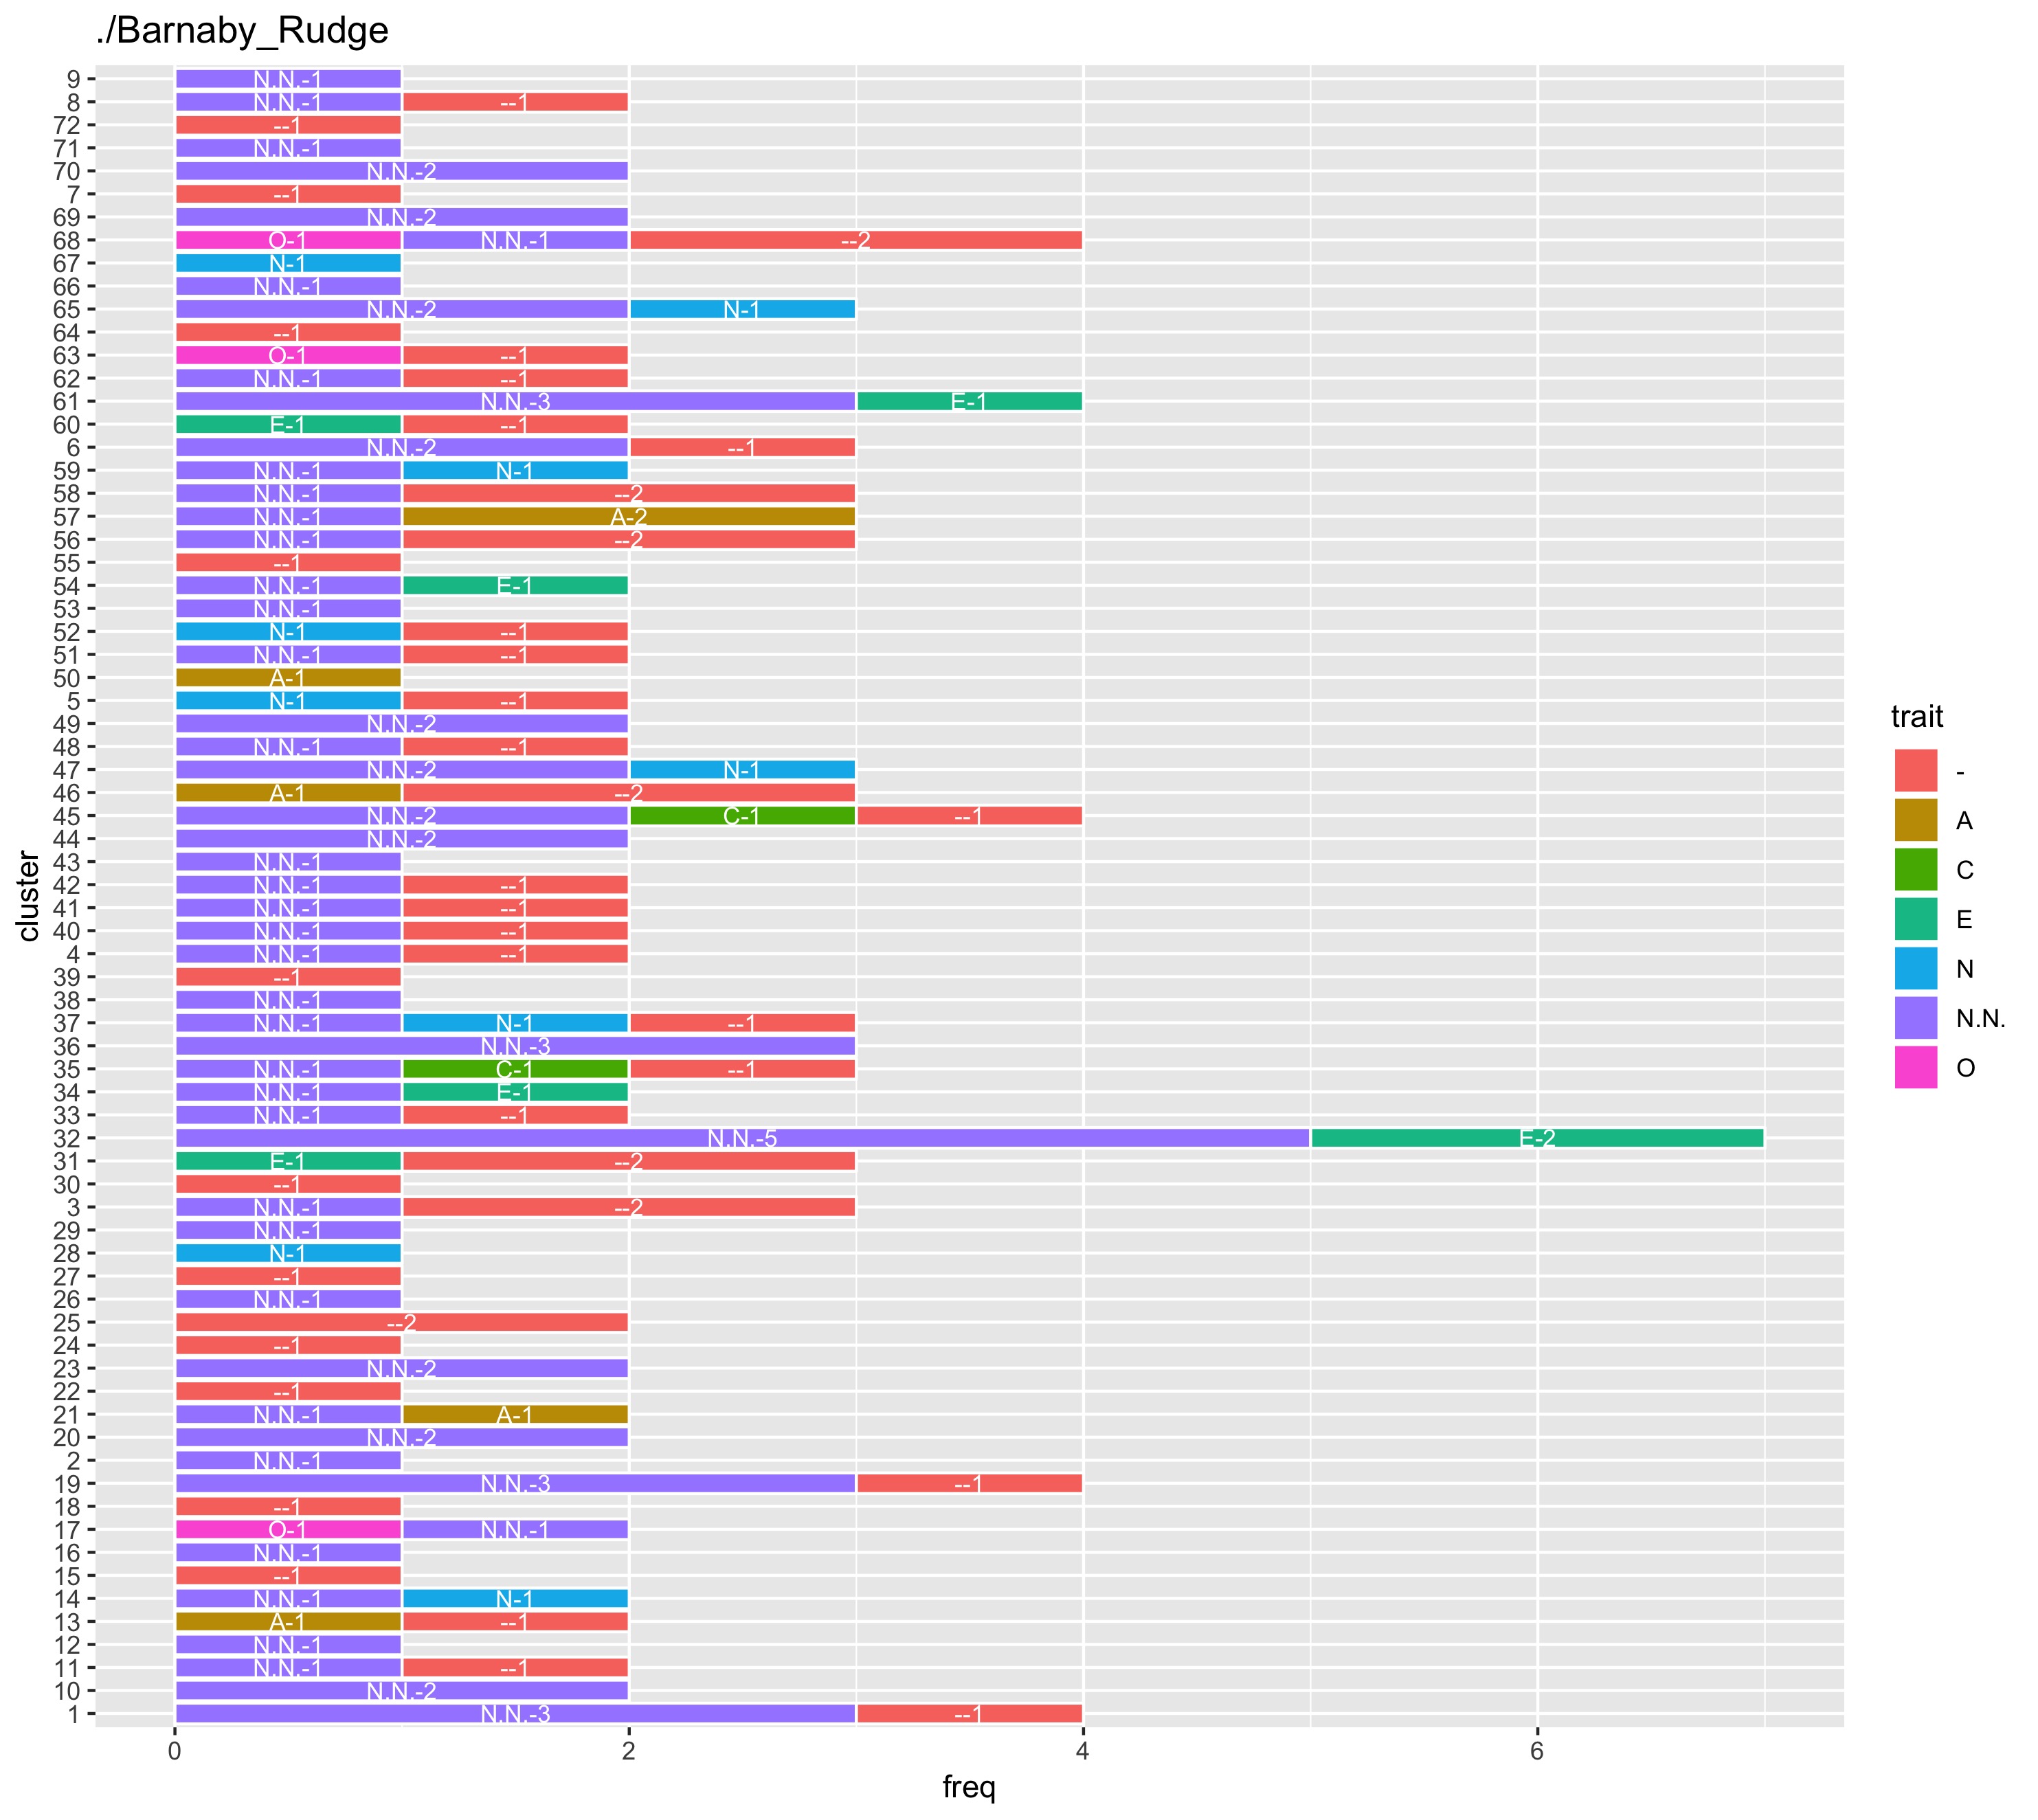 ./Barnaby_Rudge
9 N.N.-1
8 N.N.-1 --1
72 --1
71 N.N.-1
70 N.N.-2
7 --1
69 N.N.-2
68 O-1 N.N.-1 --2
67 N-1
66 N.N.-1
65 N.N.-2 N-1
64 --1
63 O-1 --1
62 N.N.-1 --1
61 N.N.-3 E-1
60 E-1 --1
6 N.N.-2 --1
59 N.N.-1 N-1
58 N.N.-1 --2
57 N.N.-1 A-2
56 N.N.-1 --2
55 --1
54 N.N.-1 E-1
53 N.N.-1
52 N-1 --1
51 N.N.-1 --1
50 A-1
5 N-1 --1
49 N.N.-2
48 N.N.-1 --1
47 N.N.-2 N-1
46 A-1 --2
45 N.N.-2 C-1 --1
44 N.N.-2
43 N.N.-1
42 N.N.-1 --1
41 N.N.-1 --1
40 N.N.-1 --1
4 N.N.-1 --1
39 --1
38 N.N.-1
37 N.N.-1 N-1 --1
36 N.N.-3
35 N.N.-1 C-1 --1
34 N.N.-1 E-1
33 N.N.-1 --1
32 N.N.-5 E-2
31 E-1 --2
30 --1
3 N.N.-1 --2
29 N.N.-1
28 N-1
27 --1
26 N.N.-1
25 --2
24 --1
23 N.N.-2
22 --1
21 N.N.-1 A-1
20 N.N.-2
2 N.N.-1
19 N.N.-3 --1
18 --1
17 O-1 N.N.-1
16 N.N.-1
15 --1
14 N.N.-1 N-1
13 A-1 --1
12 N.N.-1
11 N.N.-1 --1
10 N.N.-2
1 N.N.-3 --1
0 2 4 6
freq
cluster
trait
-
A
C
E
N
N.N.
O